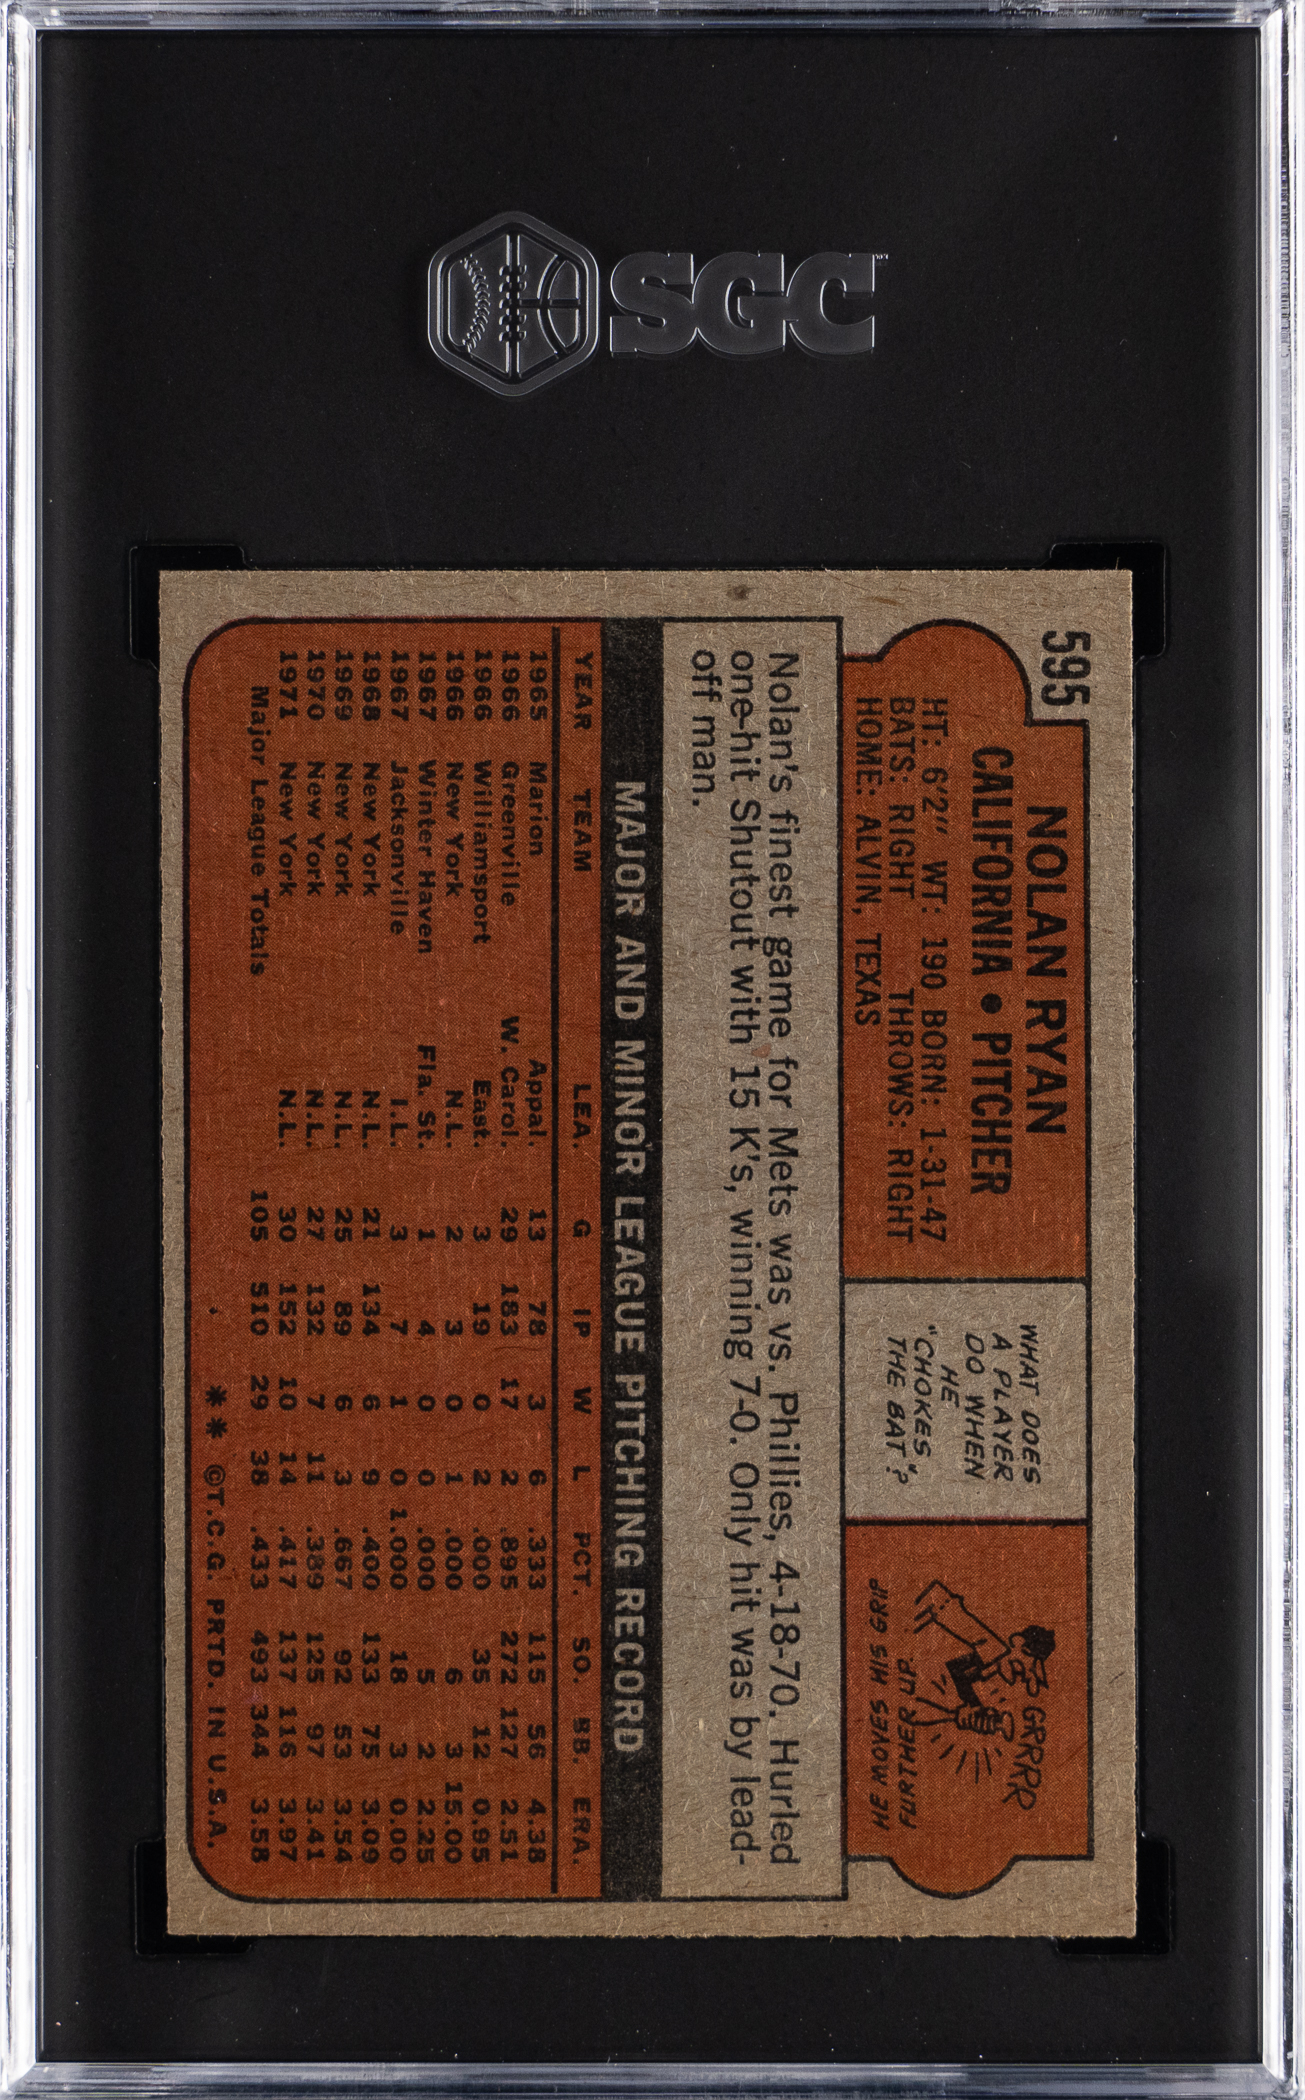 SGC
TM
595
NOLAN RYAN
CALIFORNIA • PITCHER
HT: 6'2" WT: 190 BORN: 1-31-47
BATS: RIGHT THROWS: RIGHT
HOME: ALVIN, TEXAS
WHAT DOES
A PLAYER
DO WHEN
HE
"CHOKES"
THE BAT"?
GRRRR
HE MOVES HIS GRIP
FURTHER UP.
Nolan's finest game for Mets was vs. Phillies, 4-18-70. Hurled
one-hit Shutout with 15 K's, winning 7-0. Only hit was by lead-
off man.
MAJOR AND MINOR LEAGUE PITCHING RECORD
YEAR TEAM LEA. G IP W L PCT. SO. BB. ERA.
1965 Marion Appal. 13 78 3 6 .333 115 56 4.38
1966 Greenville W. Carol. 29 183 17 2 .895 272 127 2.51
1966 Williamsport East. 3 19 0 2 .000 35 12 0.95
1966 New York N.L. 2 3 0 1 .000 6 3 15.00
1967 Winter Haven Fla. St. 1 4 0 0 .000 5 2 2.25
1967 Jacksonville I.L. 3 7 1 0 1.000 18 3 0.00
1968 New York N.L. 21 134 6 9 .400 133 75 3.09
1969 New York N.L. 25 89 6 3 .667 92 53 3.54
1970 New York N.L. 27 132 7 11 .389 125 97 3.41
1971 New York N.L. 30 152 10 14 .417 137 116 3.97
Major League Totals 105 510 29 38 .433 493 344 3.58
** ©T.C.G. PRTD. IN U.S.A.